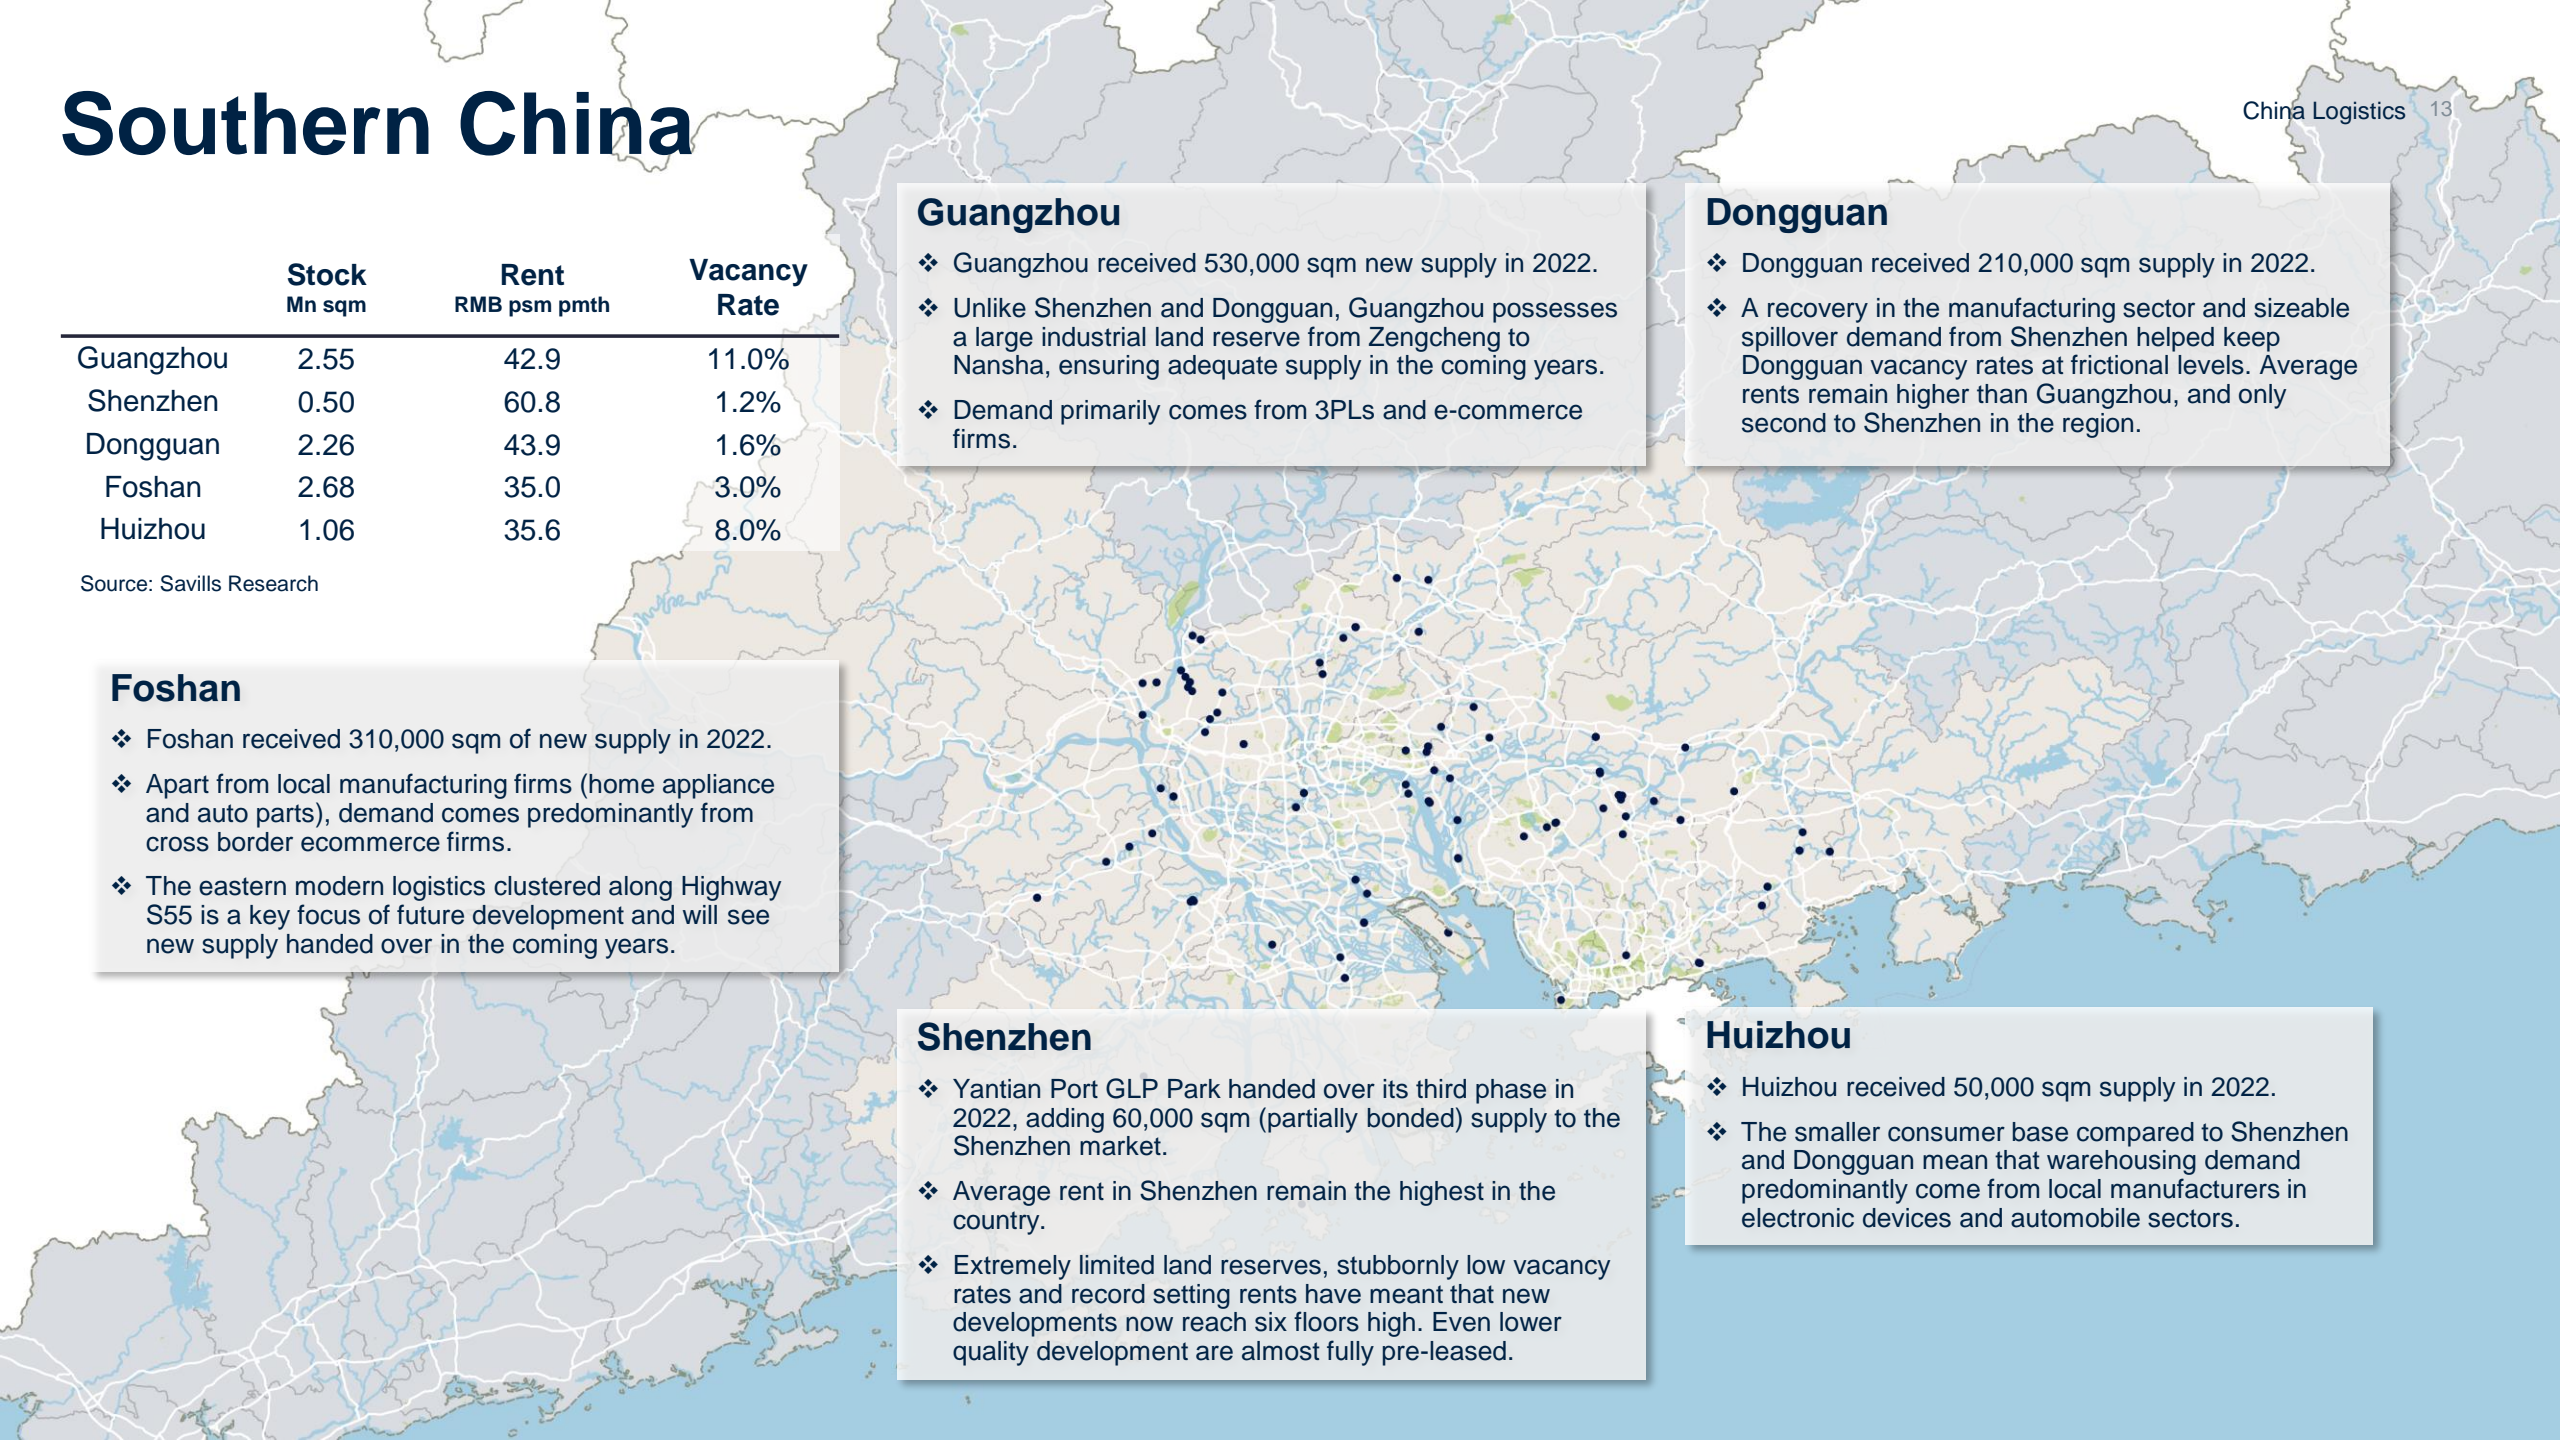 Southern China
China Logistics 13
Stock Rent Vacancy
Mn sqm RMB psm pmth Rate
Guangzhou 2.55 42.9 11.0%
Shenzhen 0.50 60.8 1.2%
Dongguan 2.26 43.9 1.6%
Foshan 2.68 35.0 3.0%
Huizhou 1.06 35.6 8.0%
Source: Savills Research
Guangzhou
❖ Guangzhou received 530,000 sqm new supply in 2022.
❖ Unlike Shenzhen and Dongguan, Guangzhou possesses
a large industrial land reserve from Zengcheng to
Nansha, ensuring adequate supply in the coming years.
❖ Demand primarily comes from 3PLs and e-commerce
firms.
Dongguan
❖ Dongguan received 210,000 sqm supply in 2022.
❖ A recovery in the manufacturing sector and sizeable
spillover demand from Shenzhen helped keep
Dongguan vacancy rates at frictional levels. Average
rents remain higher than Guangzhou, and only
second to Shenzhen in the region.
Foshan
❖ Foshan received 310,000 sqm of new supply in 2022.
❖ Apart from local manufacturing firms (home appliance
and auto parts), demand comes predominantly from
cross border ecommerce firms.
❖ The eastern modern logistics clustered along Highway
S55 is a key focus of future development and will see
new supply handed over in the coming years.
Shenzhen
❖ Yantian Port GLP Park handed over its third phase in
2022, adding 60,000 sqm (partially bonded) supply to the
Shenzhen market.
❖ Average rent in Shenzhen remain the highest in the
country.
❖ Extremely limited land reserves, stubbornly low vacancy
rates and record setting rents have meant that new
developments now reach six floors high. Even lower
quality development are almost fully pre-leased.
Huizhou
❖ Huizhou received 50,000 sqm supply in 2022.
❖ The smaller consumer base compared to Shenzhen
and Dongguan mean that warehousing demand
predominantly come from local manufacturers in
electronic devices and automobile sectors.